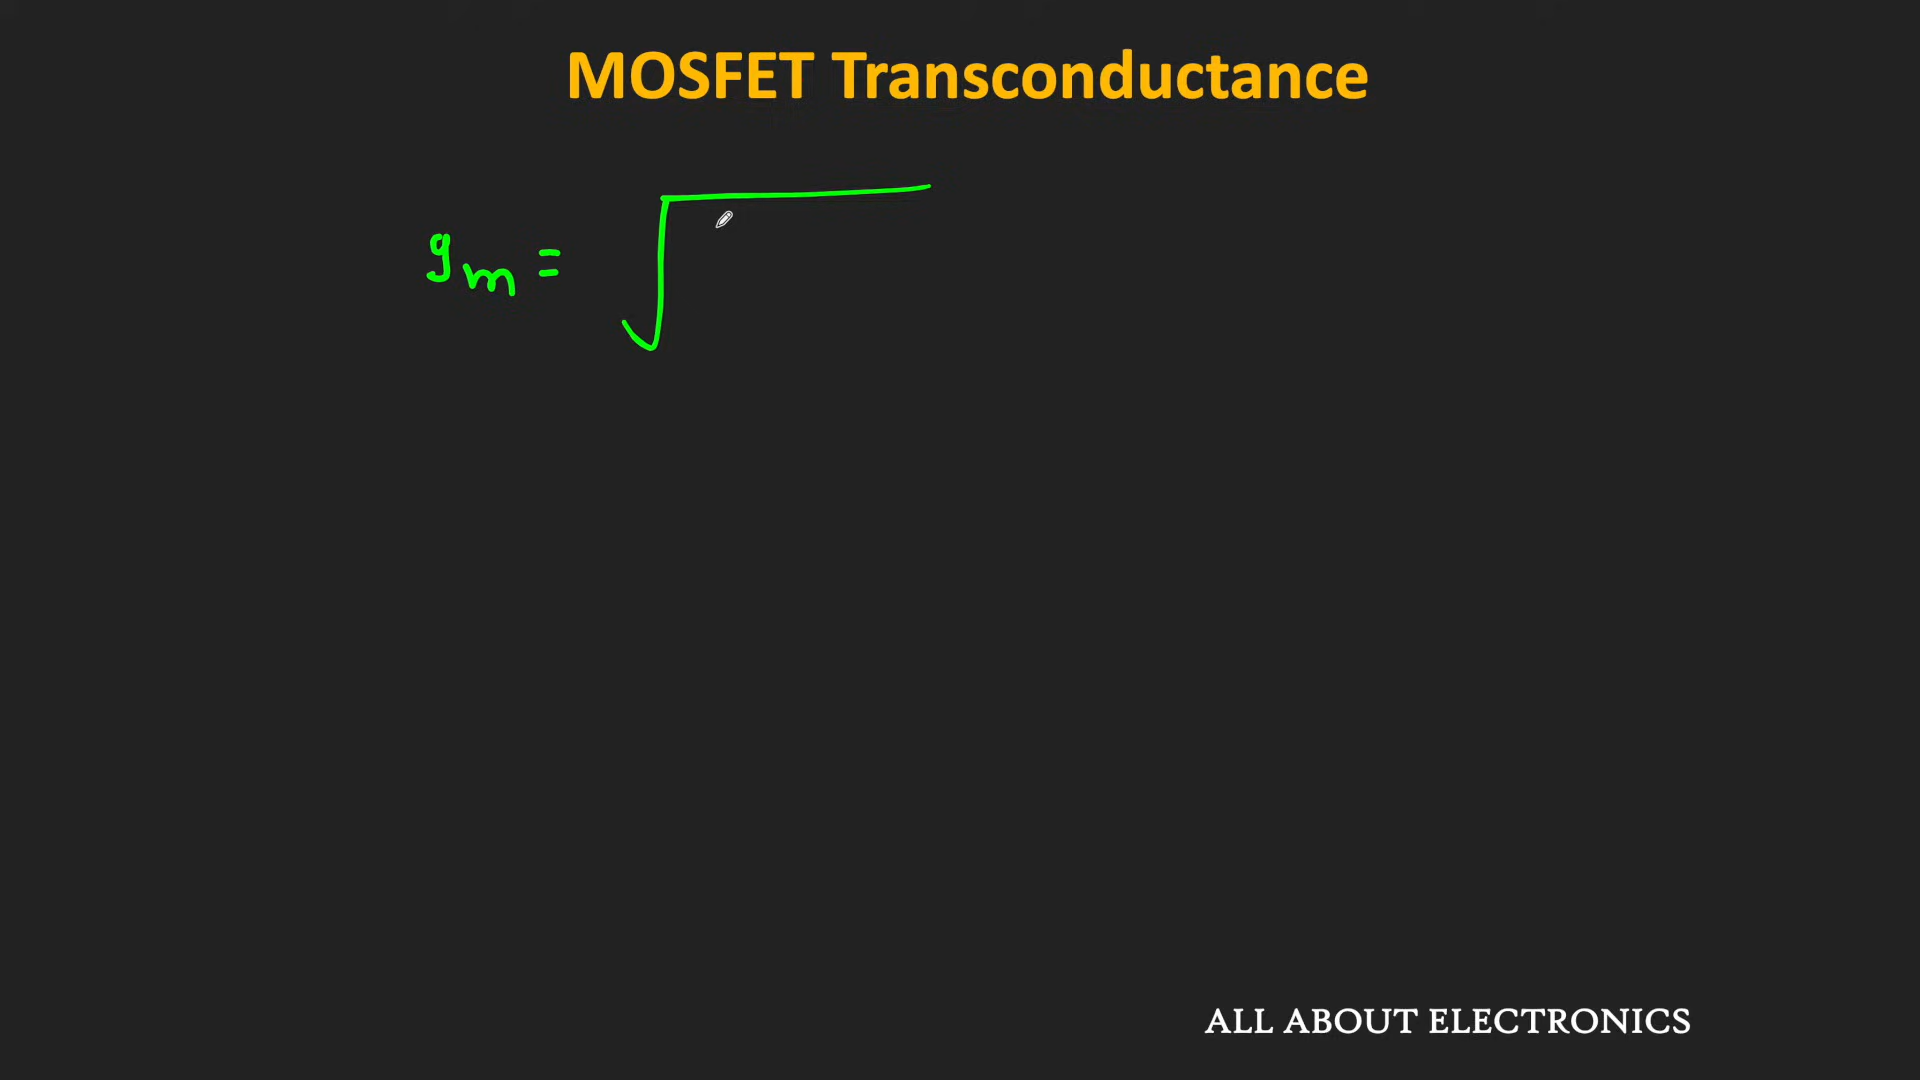 MOSFET Transconductance
gm = √
ALL ABOUT ELECTRONICS